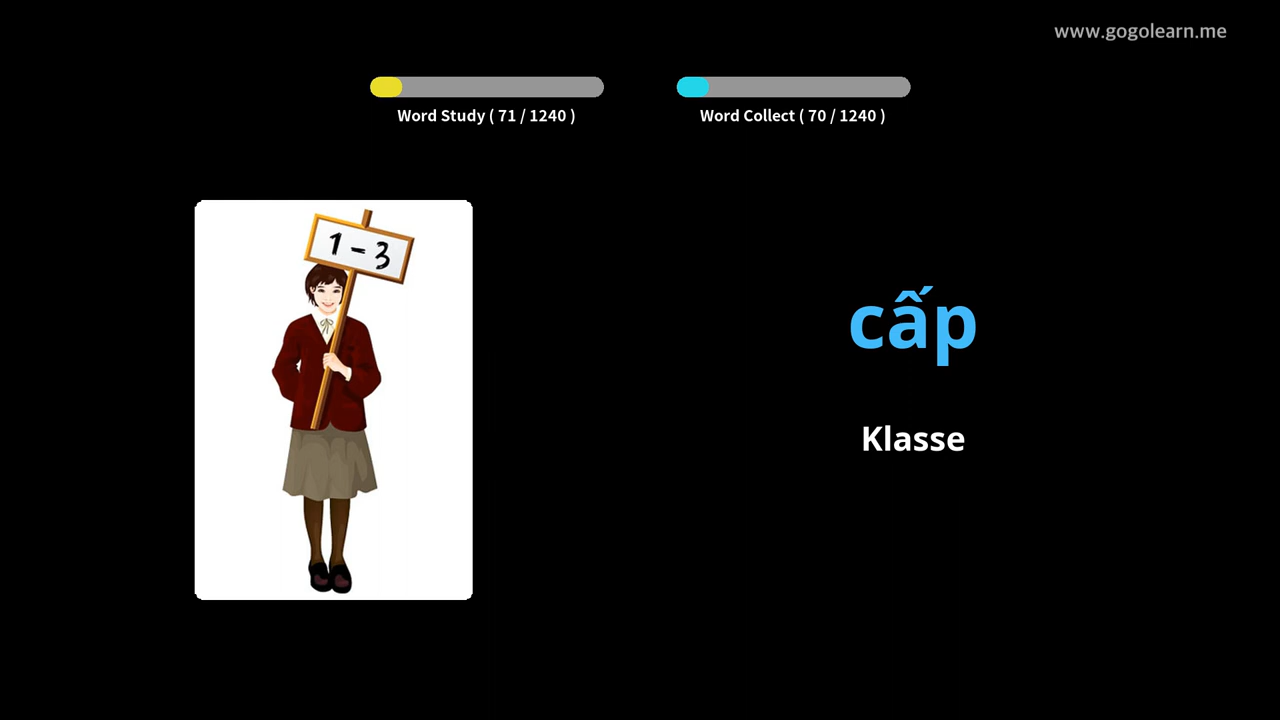 www.gogolearn.me
Word Study ( 71 / 1240 )
Word Collect ( 70 / 1240 )
1 - 3
cấp
Klasse